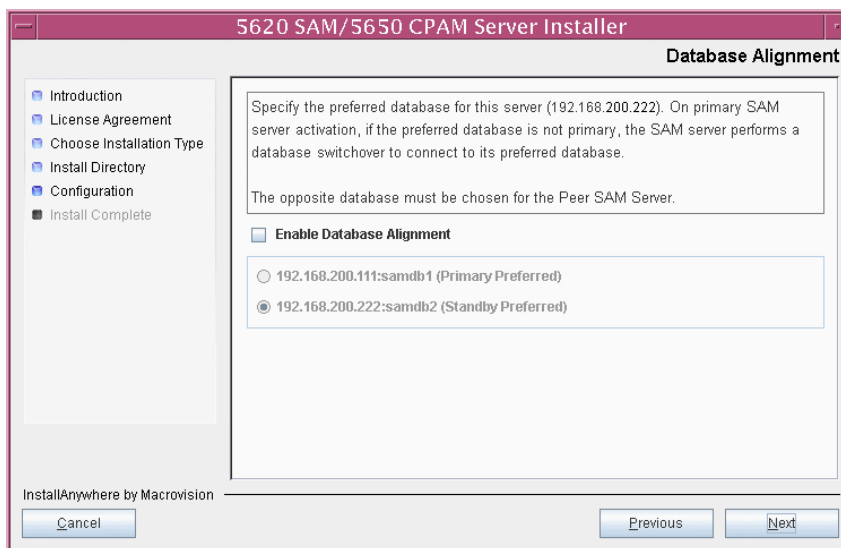 5620 SAM/5650 CPAM Server Installer
Database Alignment
Introduction
License Agreement
Choose Installation Type
Install Directory
Configuration
Install Complete
Specify the preferred database for this server (192.168.200.222). On primary SAM
server activation, if the preferred database is not primary, the SAM server performs a
database switchover to connect to its preferred database.
The opposite database must be chosen for the Peer SAM Server.
Enable Database Alignment
192.168.200.111:samdb1 (Primary Preferred)
192.168.200.222:samdb2 (Standby Preferred)
InstallAnywhere by Macrovision
Cancel
Previous
Next